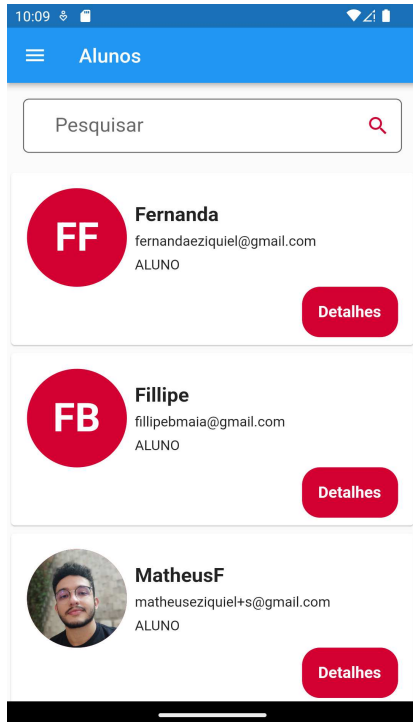 10:09
Alunos
Pesquisar
FF
Fernanda
fernandaeziquiel@gmail.com
ALUNO
Detalhes
FB
Fillipe
fillipebmaia@gmail.com
ALUNO
Detalhes
MatheusF
matheuseziquiel+s@gmail.com
ALUNO
Detalhes